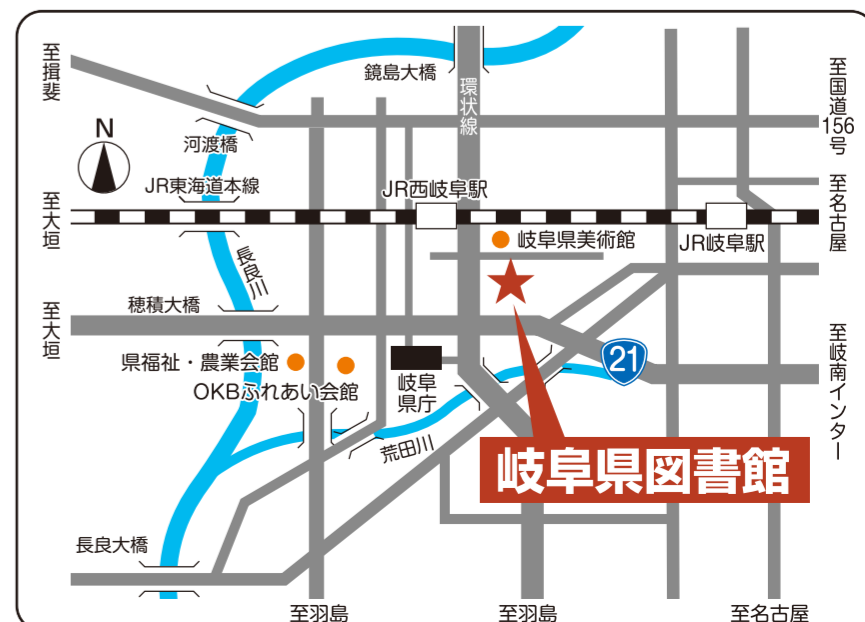 至揖斐
鏡島大橋
環状線
至国道156号
河渡橋
N
JR東海道本線
JR西岐阜駅
至大垣
至名古屋
岐阜県美術館
JR岐阜駅
長良川
穂積大橋
至大垣
県福祉・農業会館
OKBふれあい会館
岐阜
県庁
21
至岐南インター
荒田川
岐阜県図書館
長良大橋
至羽島
至羽島
至名古屋